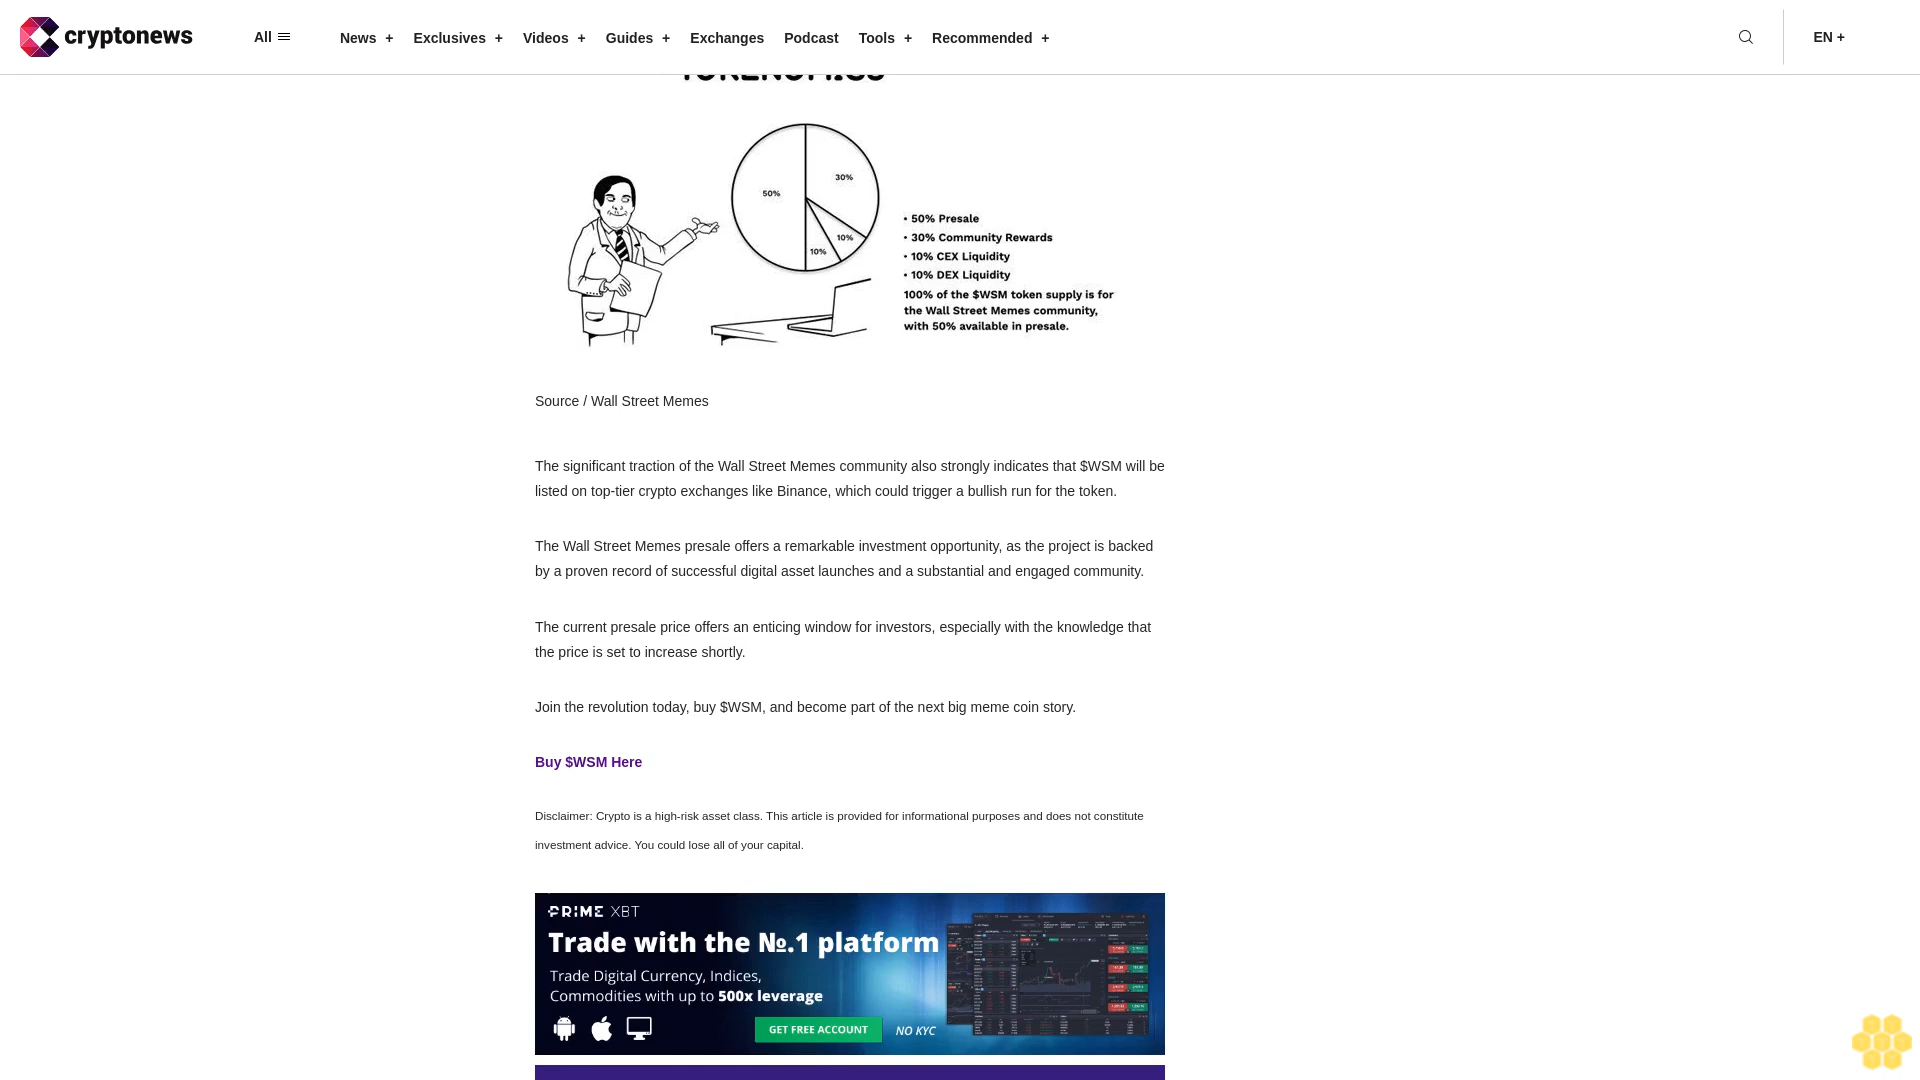 cryptonews
All
News +
Exclusives +
Videos +
Guides +
Exchanges
Podcast
Tools +
Recommended +
EN +
TOKENOMICS
50%
30%
10%
10%
• 50% Presale
• 30% Community Rewards
• 10% CEX Liquidity
• 10% DEX Liquidity
100% of the $WSM token supply is for
the Wall Street Memes community,
with 50% available in presale.
Source / Wall Street Memes
The significant traction of the Wall Street Memes community also strongly indicates that $WSM will be
listed on top-tier crypto exchanges like Binance, which could trigger a bullish run for the token.
The Wall Street Memes presale offers a remarkable investment opportunity, as the project is backed
by a proven record of successful digital asset launches and a substantial and engaged community.
The current presale price offers an enticing window for investors, especially with the knowledge that
the price is set to increase shortly.
Join the revolution today, buy $WSM, and become part of the next big meme coin story.
Buy $WSM Here
Disclaimer: Crypto is a high-risk asset class. This article is provided for informational purposes and does not constitute
investment advice. You could lose all of your capital.
PRIME XBT
Trade with the №.1 platform
Trade Digital Currency, Indices,
Commodities with up to 500x leverage
GET FREE ACCOUNT
NO KYC